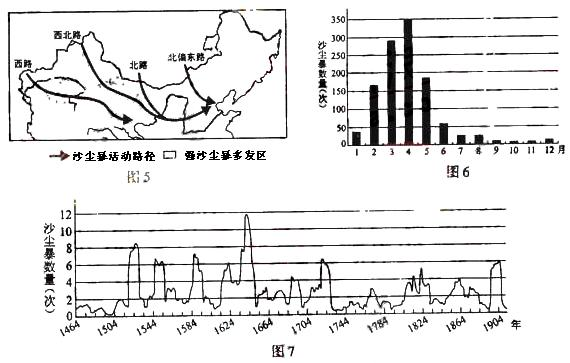 西北路
北偏东路
西路
北路
沙尘暴活动路径 强沙尘暴多发区
图5
沙尘暴数量(次)
350
300
250
200
150
100
50
0
1 2 3 4 5 6 7 8 9 10 11 12 月
图6
沙尘暴数量(次)
12
10
8
6
4
2
0
1464 1504 1544 1584 1624 1664 1704 1744 1784 1824 1864 1904 年
图7